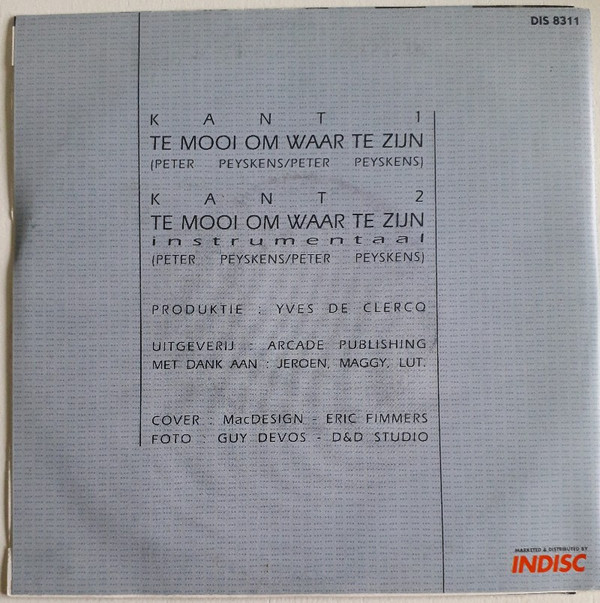 DIS 8311
KANT 1
TE MOOI OM WAAR TE ZIJN
(PETER PEYSKENS/PETER PEYSKENS)
KANT 2
TE MOOI OM WAAR TE ZIJN
instrumentaal
(PETER PEYSKENS/PETER PEYSKENS)
PRODUKTIE : YVES DE CLERCQ
UITGEVERIJ : ARCADE PUBLISHING
MET DANK AAN : JEROEN, MAGGY, LUT.
COVER : MacDESIGN - ERIC FIMMERS
FOTO : GUY DEVOS - D&D STUDIO
MARKETED & DISTRIBUTED BY
INDISC